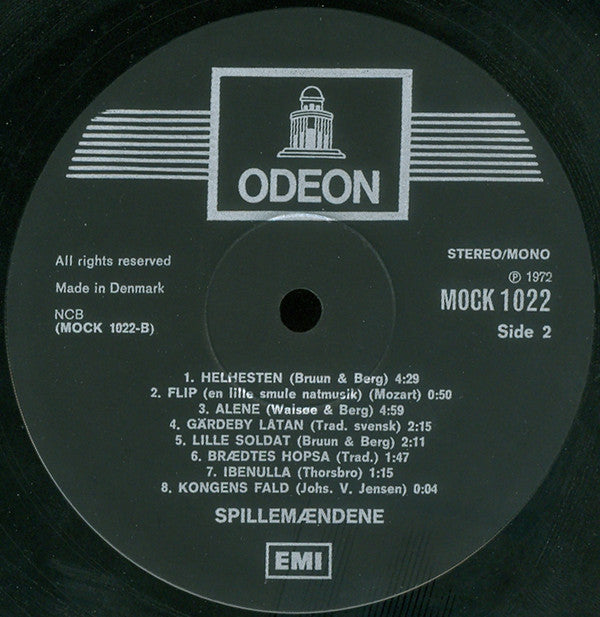 ODEON
All rights reserved
Made in Denmark
NCB
(MOCK 1022-B)
STEREO/MONO
℗ 1972
MOCK 1022
Side 2
1. HELHESTEN (Bruun & Berg) 4:29
2. FLIP (en lille smule natmusik) (Mozart) 0:50
3. ALENE (Waisøe & Berg) 4:59
4. GÄRDEBY LÅTAN (Trad. svensk) 2:15
5. LILLE SOLDAT (Bruun & Berg) 2:11
6. BRÆDTES HOPSA (Trad.) 1:47
7. IBENULLA (Thorsbro) 1:15
8. KONGENS FALD (Johs. V. Jensen) 0:04
SPILLEMÆNDENE
EMI